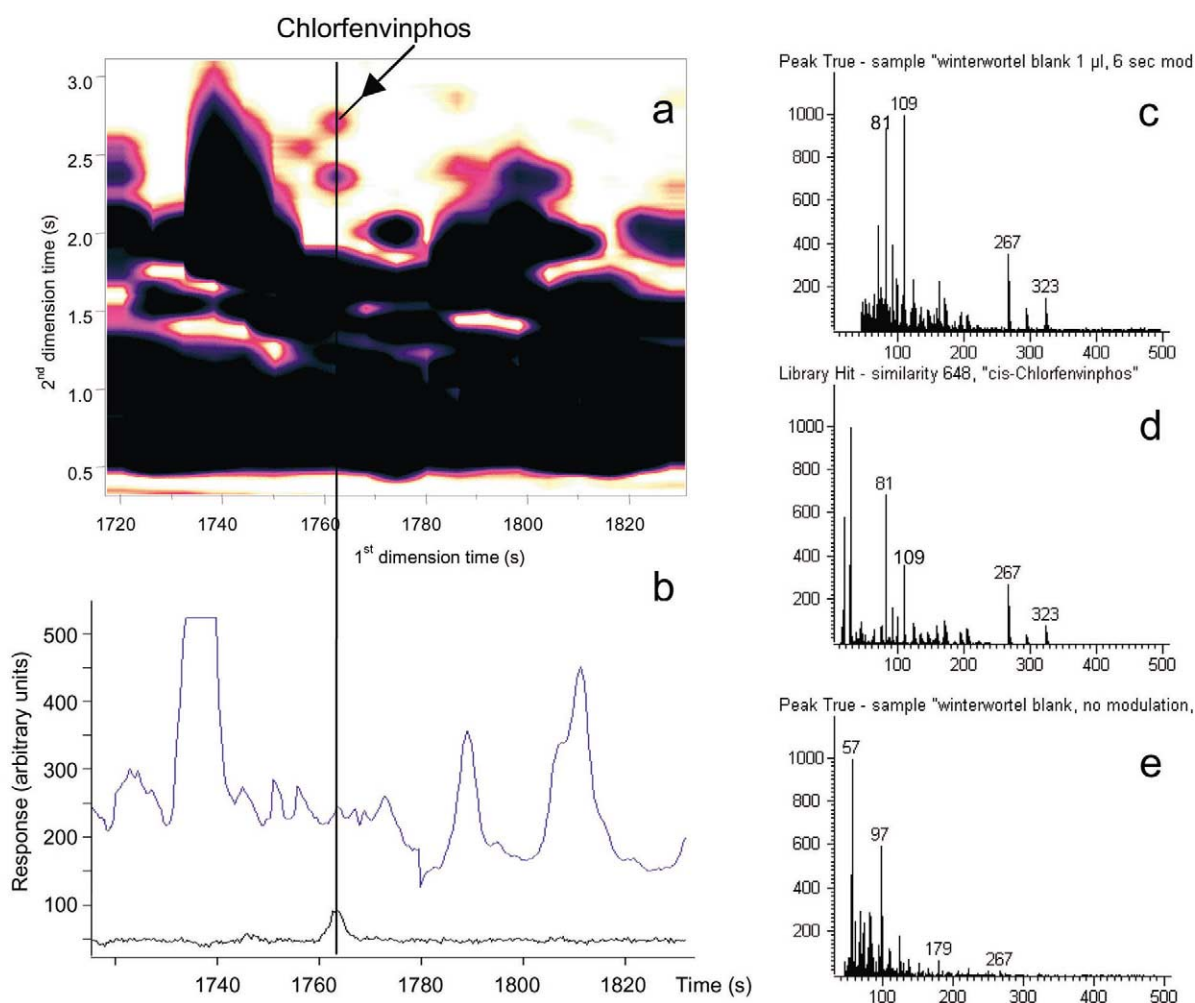 Chlorfenvinphos
a
3.0
2.5
2.0
1.5
1.0
0.5
2nd dimension time (s)
1720 1740 1760 1780 1800 1820
1st dimension time (s)
b
500
400
300
200
100
Response (arbitrary units)
1740 1760 1780 1800 1820 Time (s)
Peak True - sample "winterwortel blank 1 µl, 6 sec mod
c
1000
800
600
400
200
81
109
267
323
100 200 300 400 500
Library Hit - similarity 648, "cis-Chlorfenvinphos"
d
1000
800
600
400
200
81
109
267
323
100 200 300 400 500
Peak True - sample "winterwortel blank, no modulation,
e
1000
800
600
400
200
57
97
179
267
100 200 300 400 500